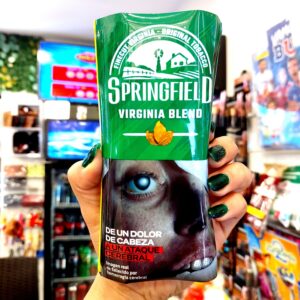 FINEST VIRGINIA - ORIGINAL TOBACCO
SPRINGFIELD
VIRGINIA BLEND
DE UN DOLOR
DE CABEZA
A UN ATAQUE
CEREBRAL